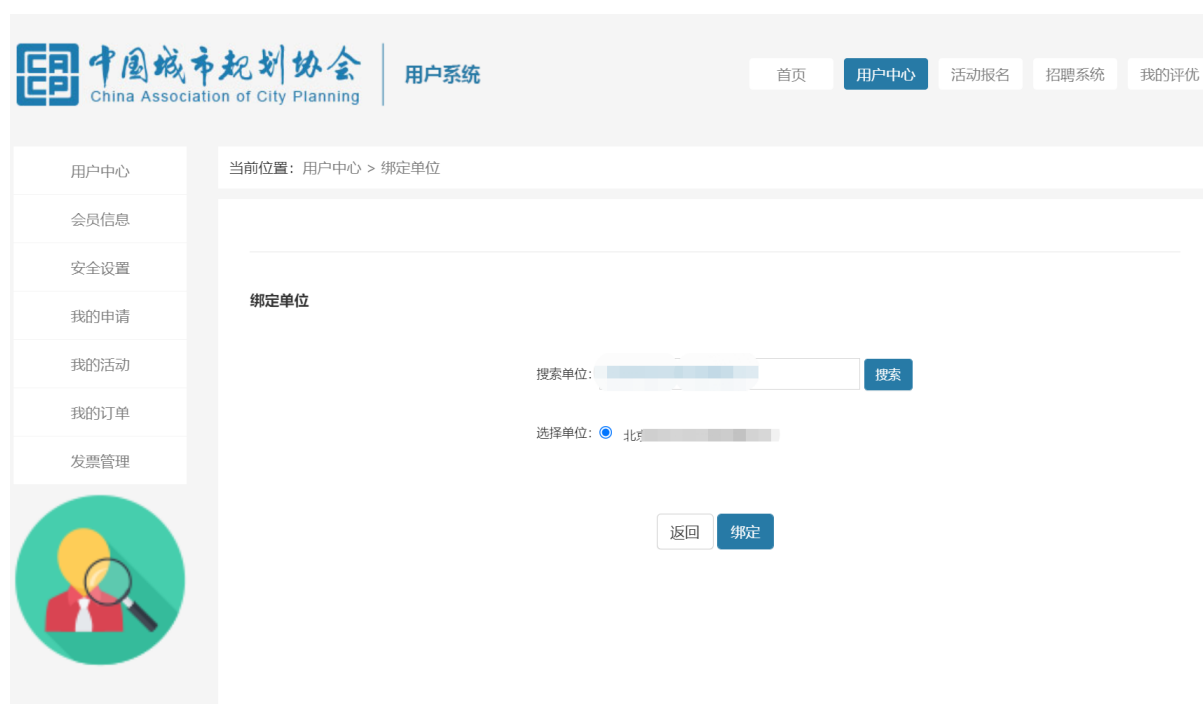 中国城市规划协会
China Association of City Planning
用户系统
首页 用户中心 活动报名 招聘系统 我的评优
用户中心
会员信息
安全设置
我的申请
我的活动
我的订单
发票管理
当前位置：用户中心 > 绑定单位
绑定单位
搜索单位： 搜索
选择单位： 北京
返回 绑定